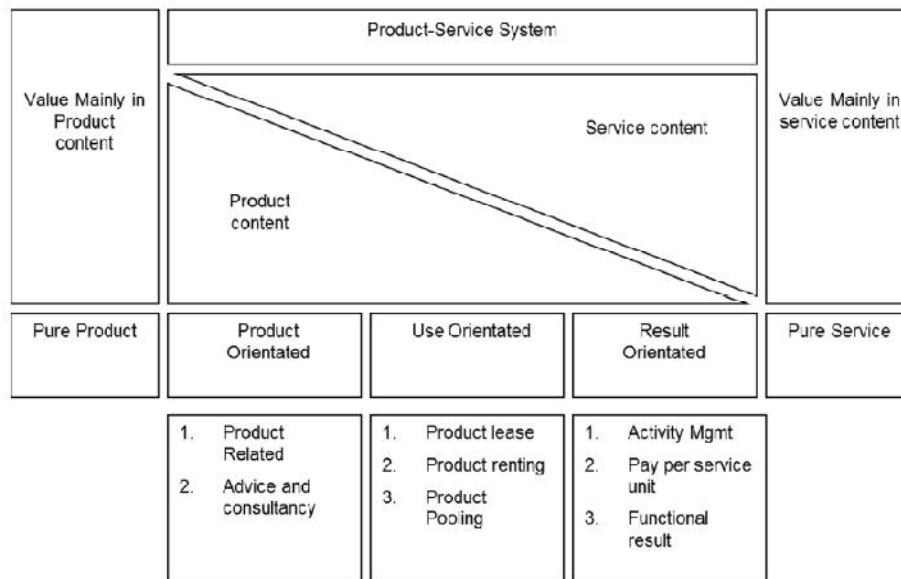 Product-Service System
Value Mainly in
Product
content
Service content
Value Mainly in
service content
Product
content
Pure Product
Product
Orientated
Use Orientated
Result
Orientated
Pure Service
1. Product
Related
2. Advice and
consultancy
1. Product lease
2. Product renting
3. Product
Pooling
1. Activity Mgmt
2. Pay per service
unit
3. Functional
result